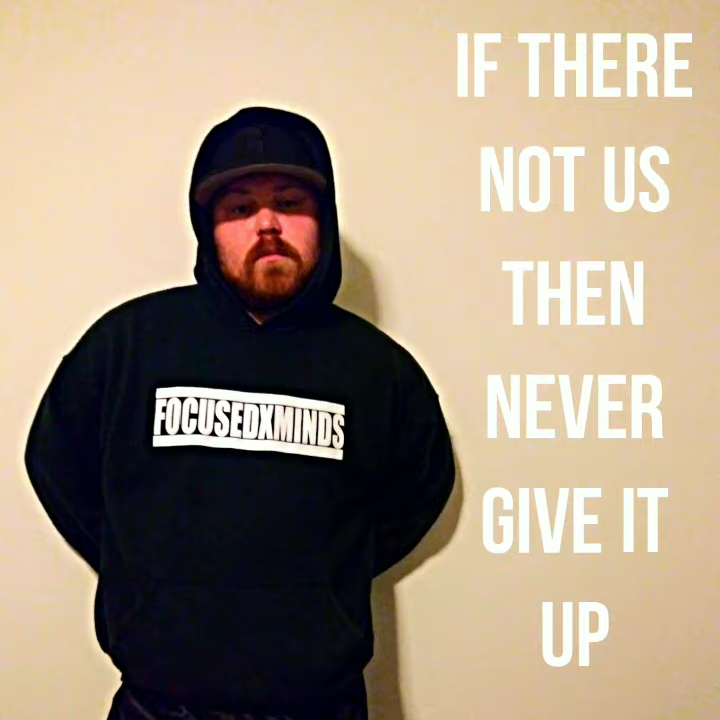 IF THERE
NOT US
THEN
NEVER
GIVE IT
UP
FOCUSEDXMINDS